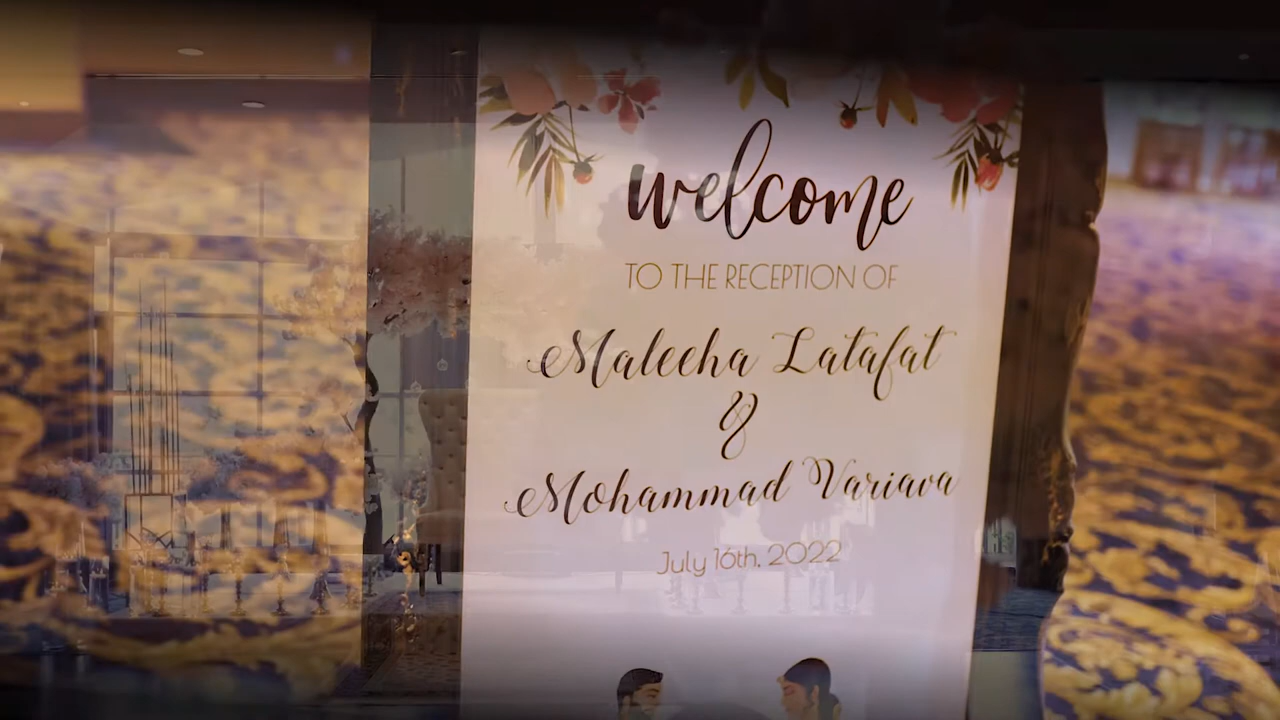 welcome
TO THE RECEPTION OF
Maleeha Latafat
&
Mohammad Variava
July 16th, 2022